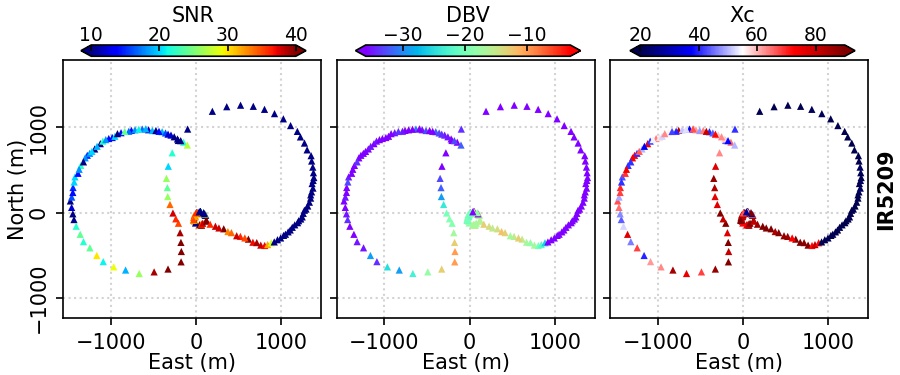 SNR DBV Xc
10 20 30 40 −30 −20 −10 20 40 60 80
North (m)
1000
0
−1000
−1000 0 1000 −1000 0 1000 −1000 0 1000
East (m) East (m) East (m)
IR5209